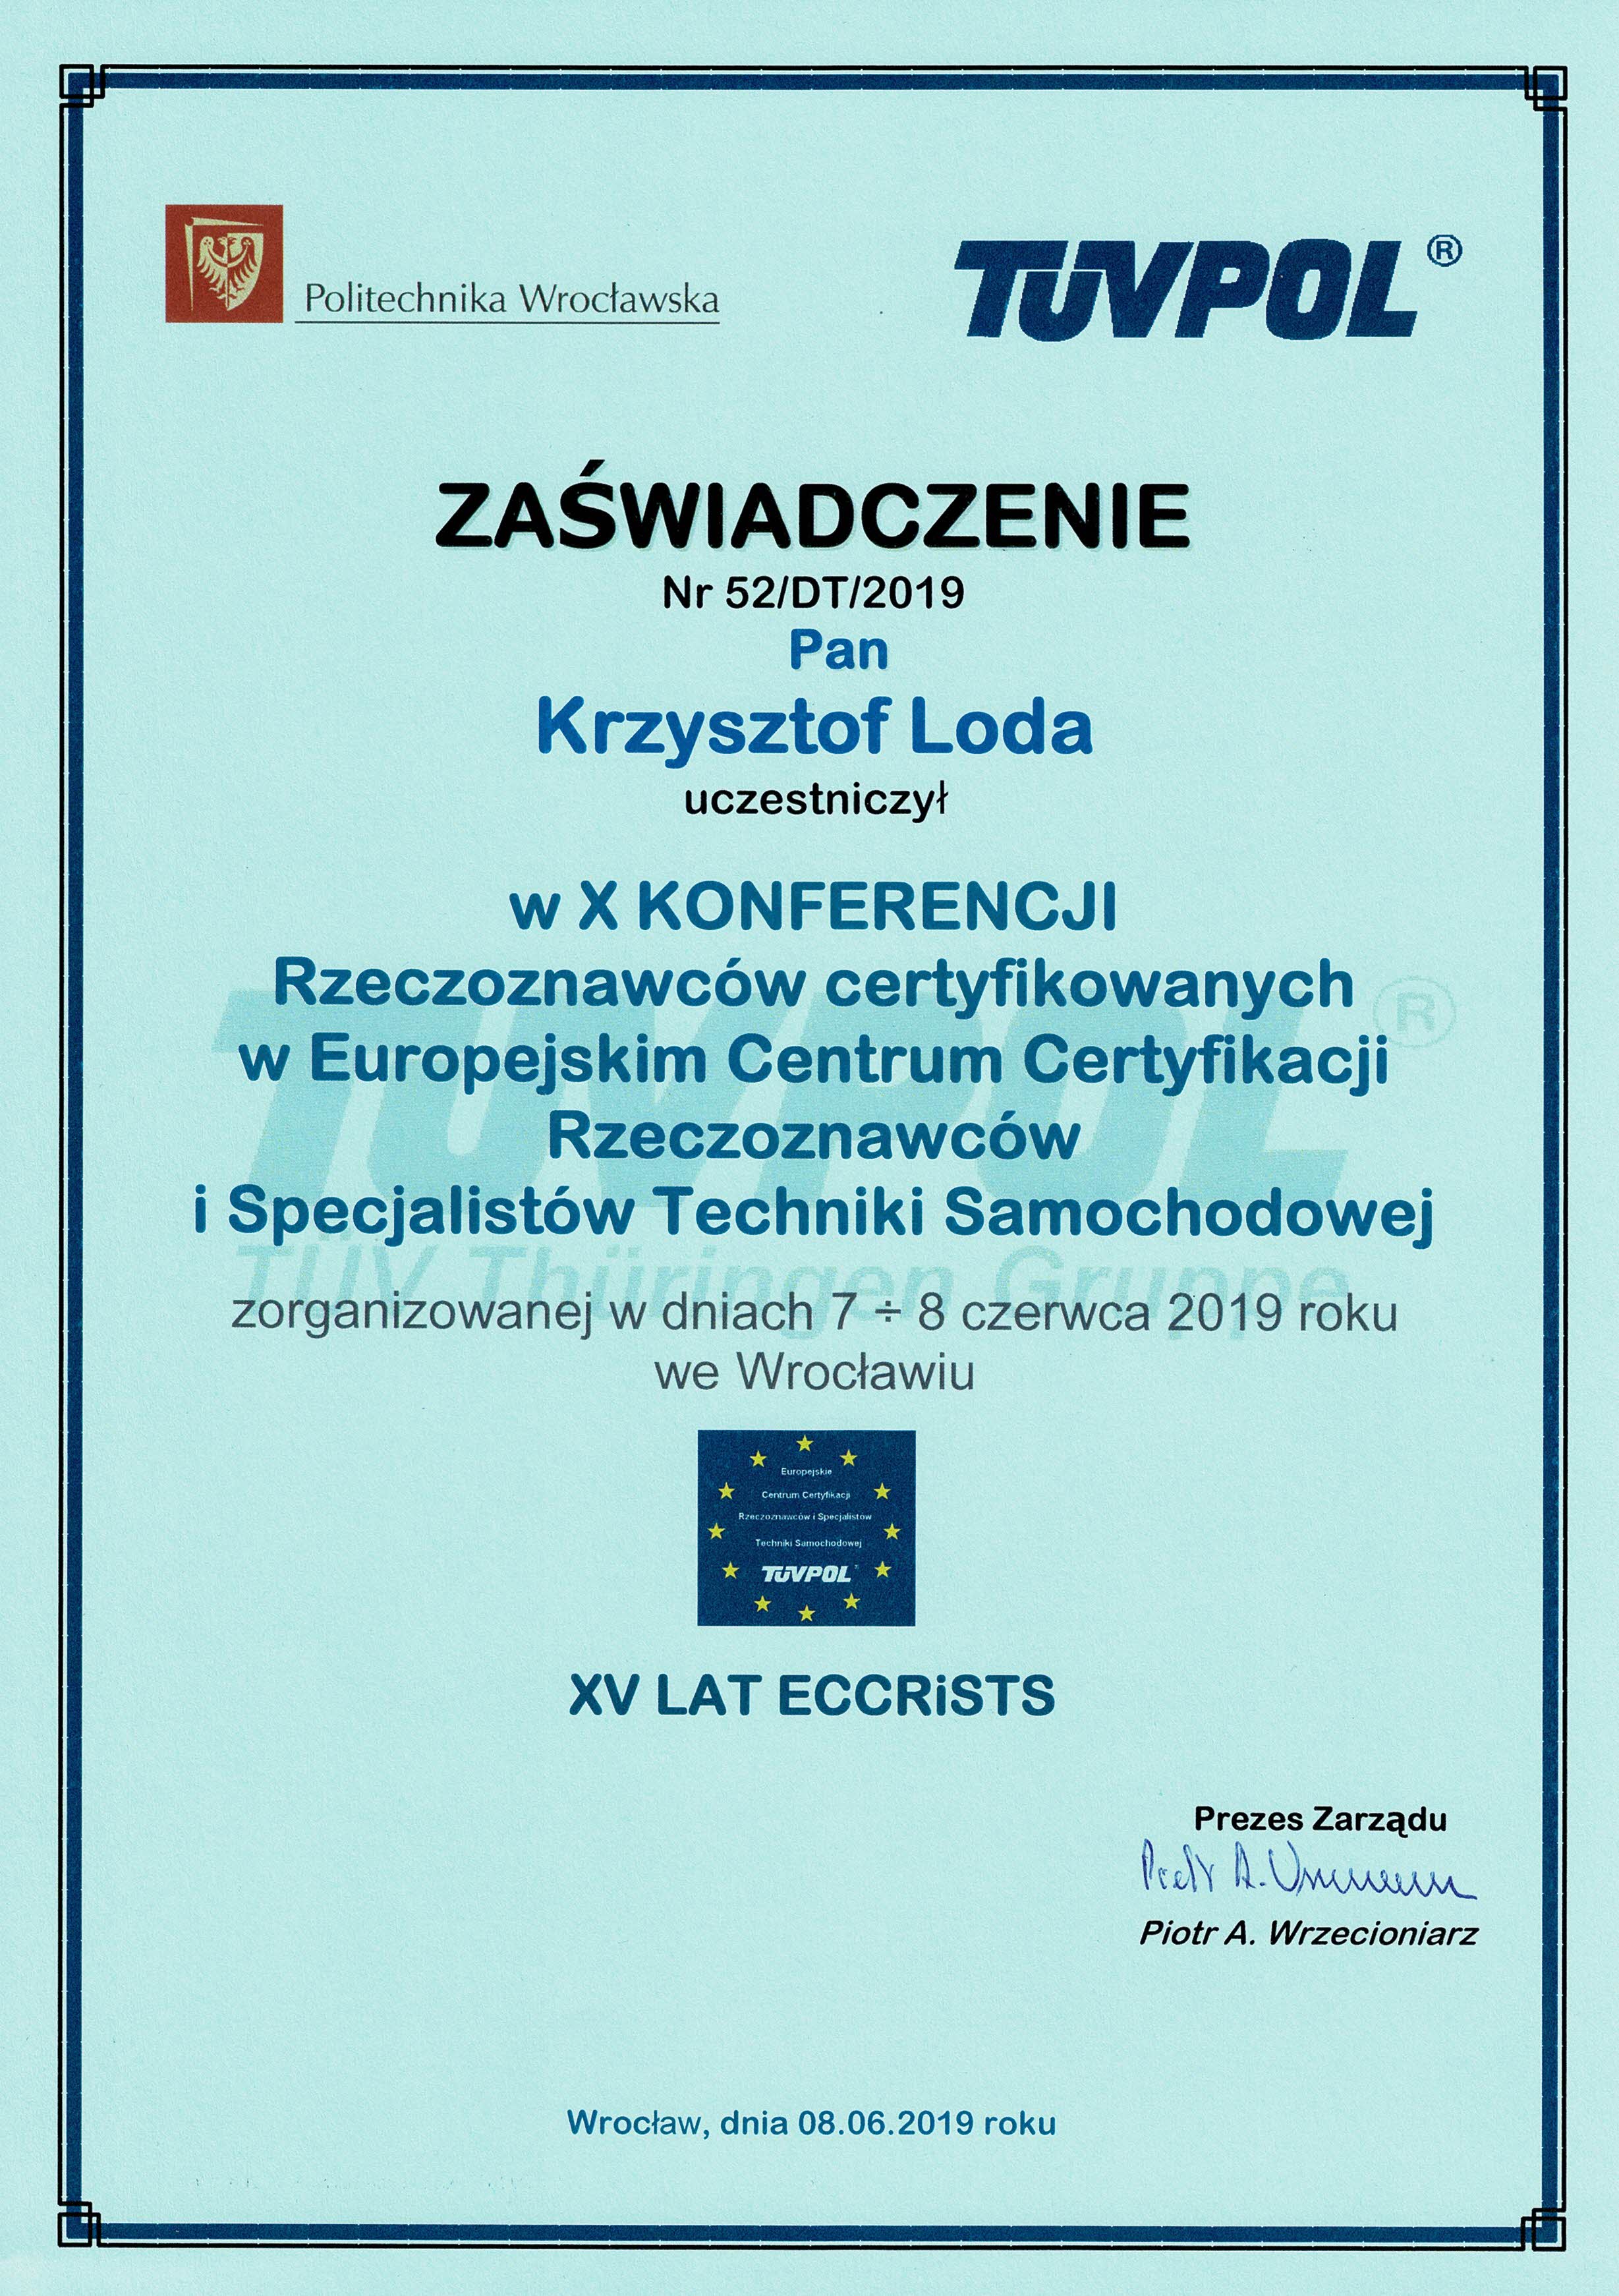 Politechnika Wrocławska
TÜVPOL®
ZAŚWIADCZENIE
Nr 52/DT/2019
Pan
Krzysztof Loda
uczestniczył
w X KONFERENCJI
Rzeczoznawców certyfikowanych
w Europejskim Centrum Certyfikacji
Rzeczoznawców
i Specjalistów Techniki Samochodowej
TÜVPOL®
TÜV Thüringen Gruppe
zorganizowanej w dniach 7 ÷ 8 czerwca 2019 roku
we Wrocławiu
Europejskie
Centrum Certyfikacji
Rzeczoznawców i Specjalistów
Techniki Samochodowej
TÜVPOL®
XV LAT ECCRiSTS
Prezes Zarządu
Piotr A. Wrzecioniarz
Wrocław, dnia 08.06.2019 roku